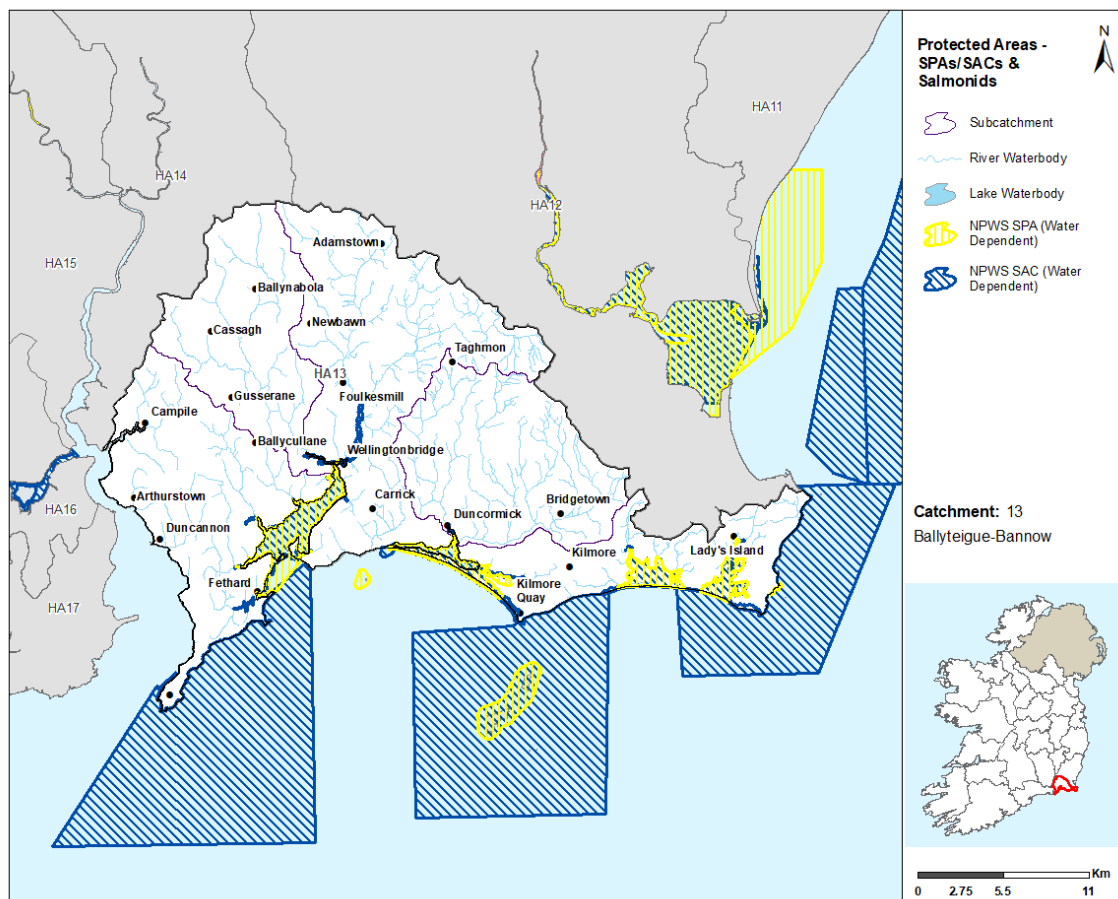 HA11
HA14
HA12
HA15
Adamstown
Ballynabola
Newbawn
Cassagh
Taghmon
HA13
Foulkesmill
Gusserane
Campile
Ballycullane
Wellingtonbridge
Arthurstown
Carrick
Bridgetown
HA16
Duncannon
Duncormick
Lady's Island
Kilmore
Fethard
Kilmore
Quay
HA17
N
Protected Areas -
SPAs/SACs &
Salmonids
Subcatchment
River Waterbody
Lake Waterbody
NPWS SPA (Water
Dependent)
NPWS SAC (Water
Dependent)
Catchment: 13
Ballyteigue-Bannow
Km
0 2.75 5.5 11